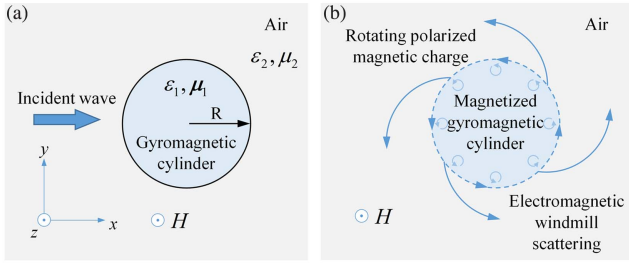 (a)
Air
ε₂, μ₂
ε₁, μ₁
Incident wave
R
Gyromagnetic
cylinder
y
z
x
H
(b)
Air
Rotating polarized
magnetic charge
Magnetized
gyromagnetic
cylinder
Electromagnetic
windmill
scattering
H